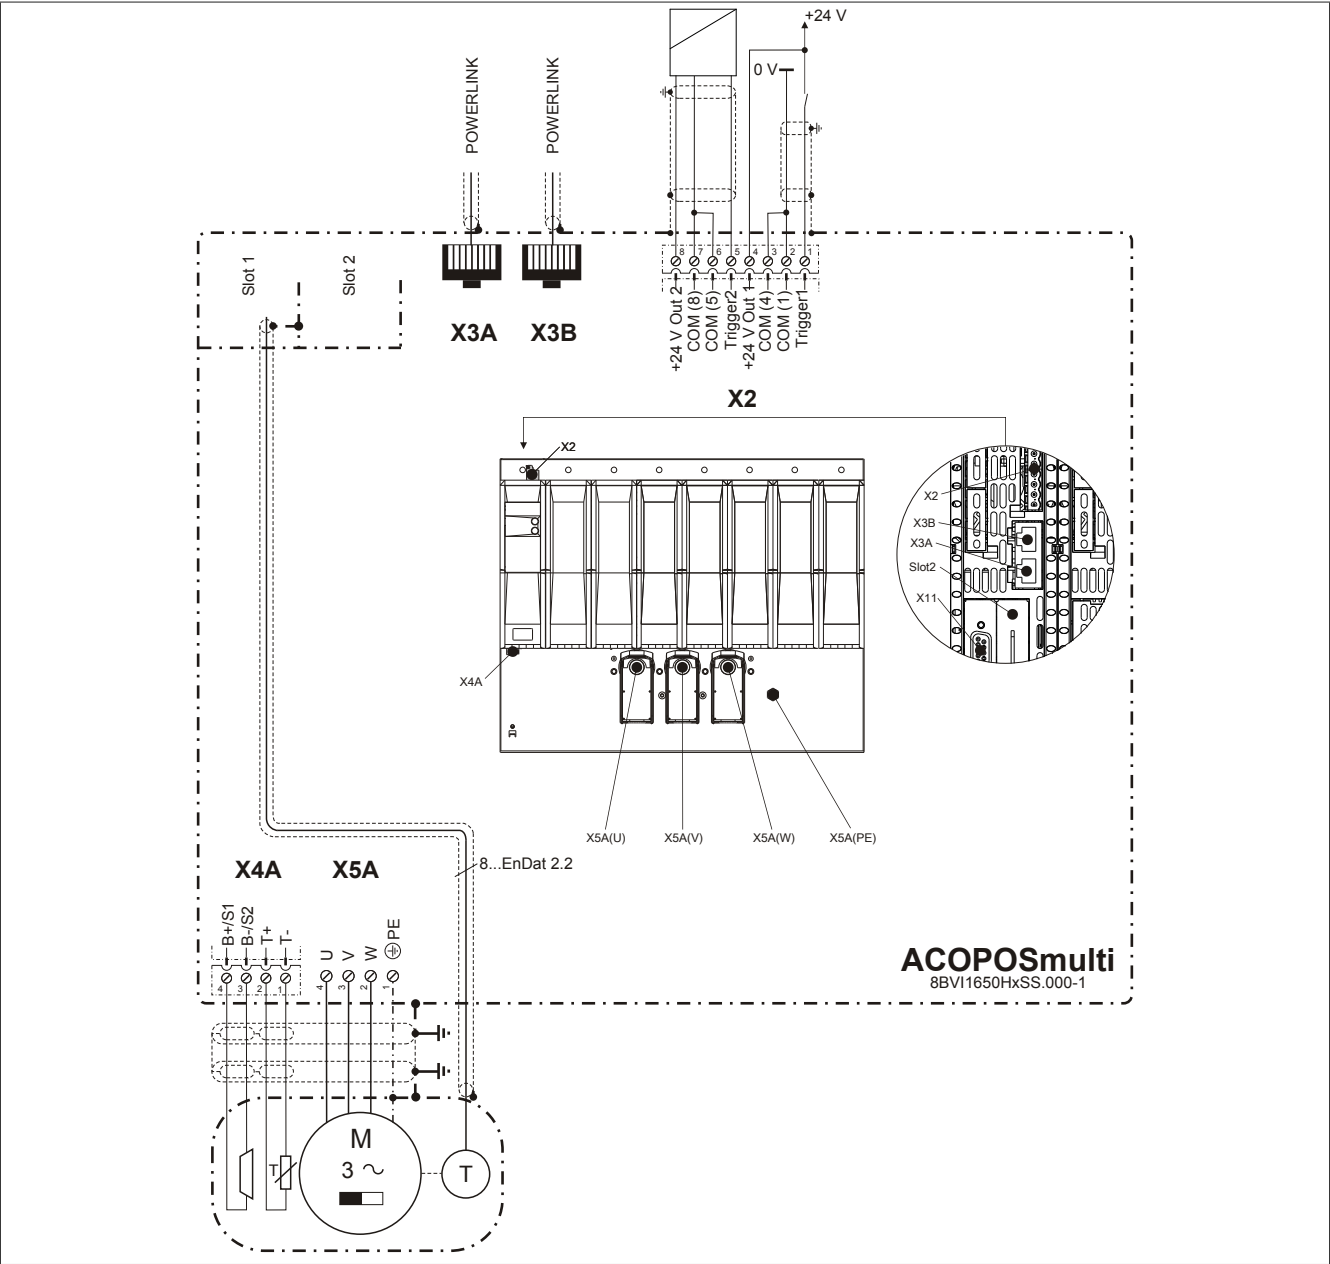 +24 V
0 V
POWERLINK
POWERLINK
Slot 1
Slot 2
8 7 6 5 4 3 2 1
+24 V Out 2
COM (8)
COM (5)
Trigger2
+24 V Out 1
COM (4)
COM (1)
Trigger1
X3A
X3B
X2
X2
X2
X3B
X3A
Slot2
X11
X4A
X5A(U)
X5A(V)
X5A(W)
X5A(PE)
8...EnDat 2.2
X4A
X5A
B+/S1
B-/S2
T+
T-
U
V
W
PE
4 3 2 1
4 3 2 1
ACOPOSmulti
8BVI1650HxSS.000-1
M
3
T
T